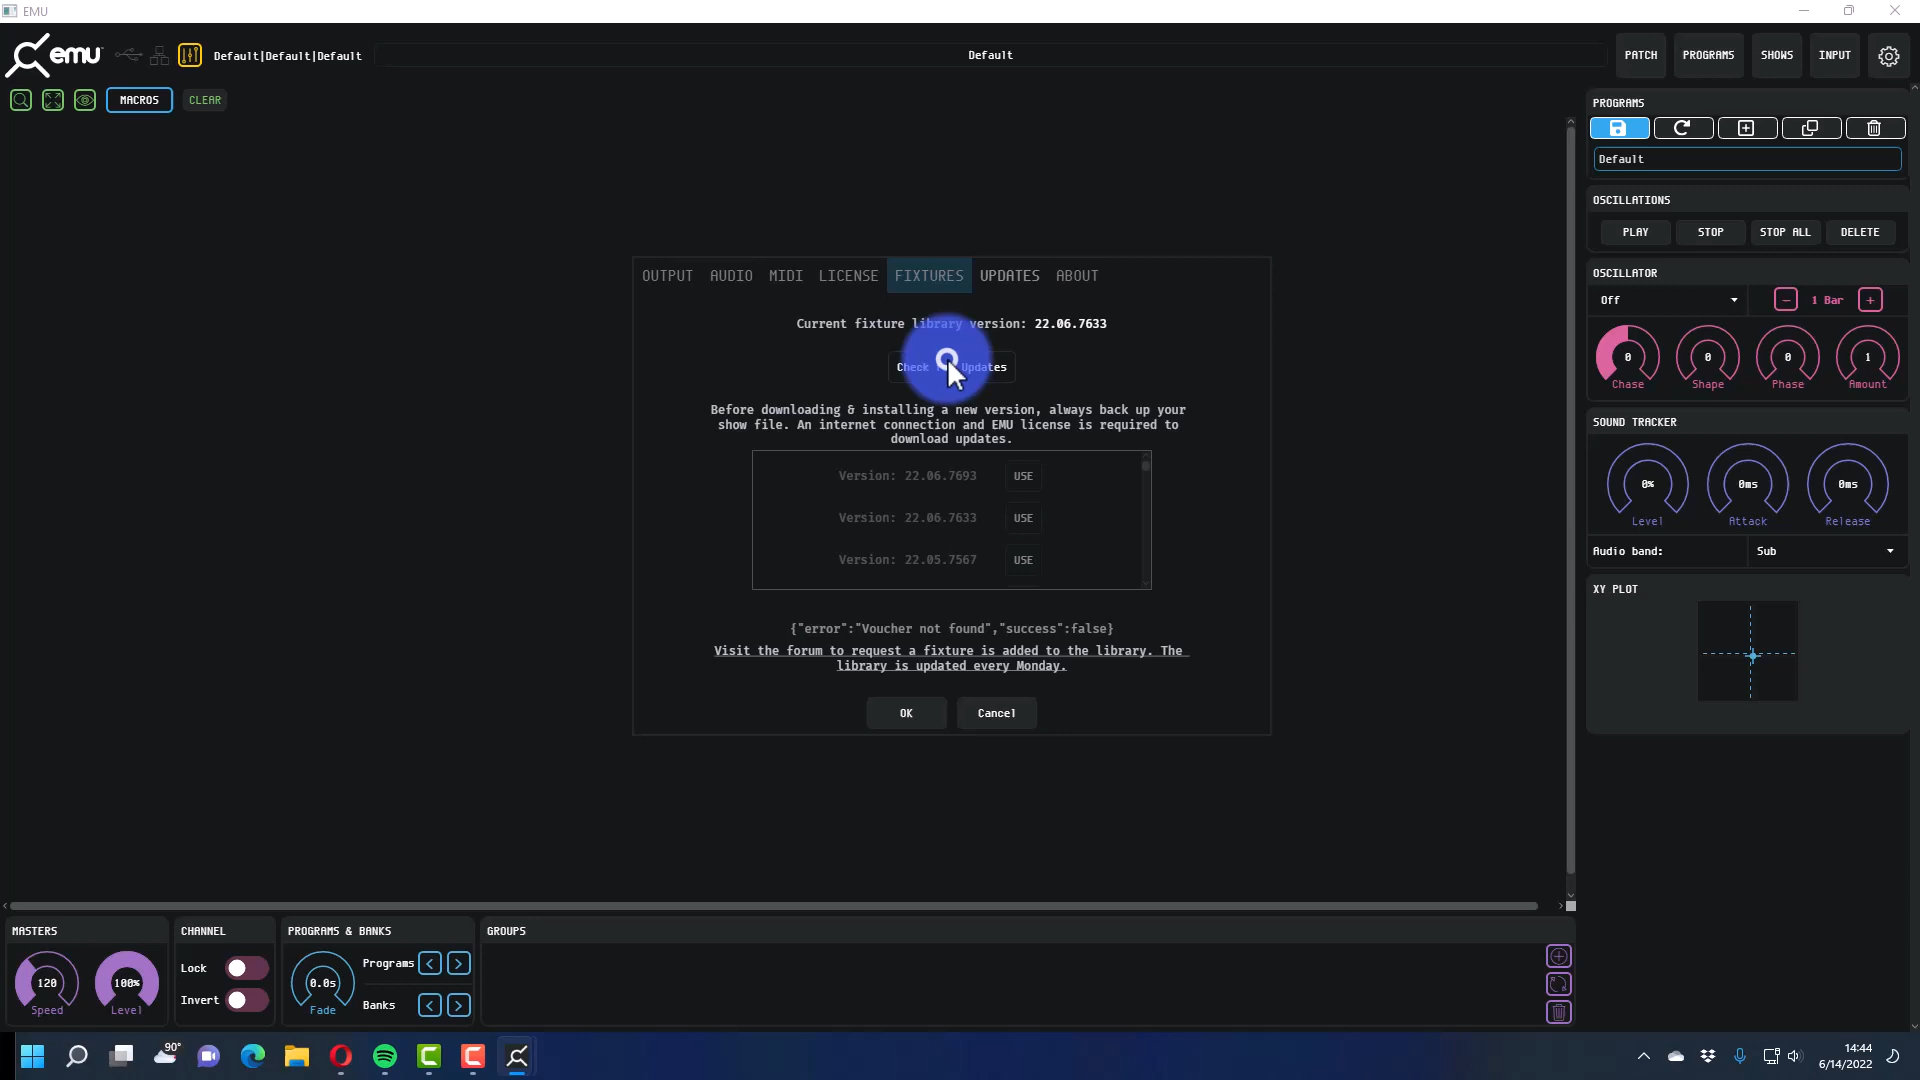 EMU
emu
Default|Default|Default
Default
PATCH
PROGRAMS
SHOWS
INPUT
MACROS
CLEAR
PROGRAMS
Default
OSCILLATIONS
PLAY
STOP
STOP ALL
DELETE
OSCILLATOR
Off
1 Bar
0
0
0
1
Chase
Shape
Phase
Amount
SOUND TRACKER
0%
0ms
0ms
Level
Attack
Release
Audio band:
Sub
XY PLOT
OUTPUT
AUDIO
MIDI
LICENSE
FIXTURES
UPDATES
ABOUT
Current fixture library version: 22.06.7633
Check Updates
Before downloading & installing a new version, always back up your
show file. An internet connection and EMU license is required to
download updates.
Version: 22.06.7693 USE
Version: 22.06.7633 USE
Version: 22.05.7567 USE
{"error":"Voucher not found","success":false}
Visit the forum to request a fixture is added to the library. The
library is updated every Monday.
OK
Cancel
MASTERS
120
100%
Speed
Level
CHANNEL
Lock
Invert
PROGRAMS & BANKS
0.0s
Fade
Programs
Banks
GROUPS
90°
14:44
6/14/2022